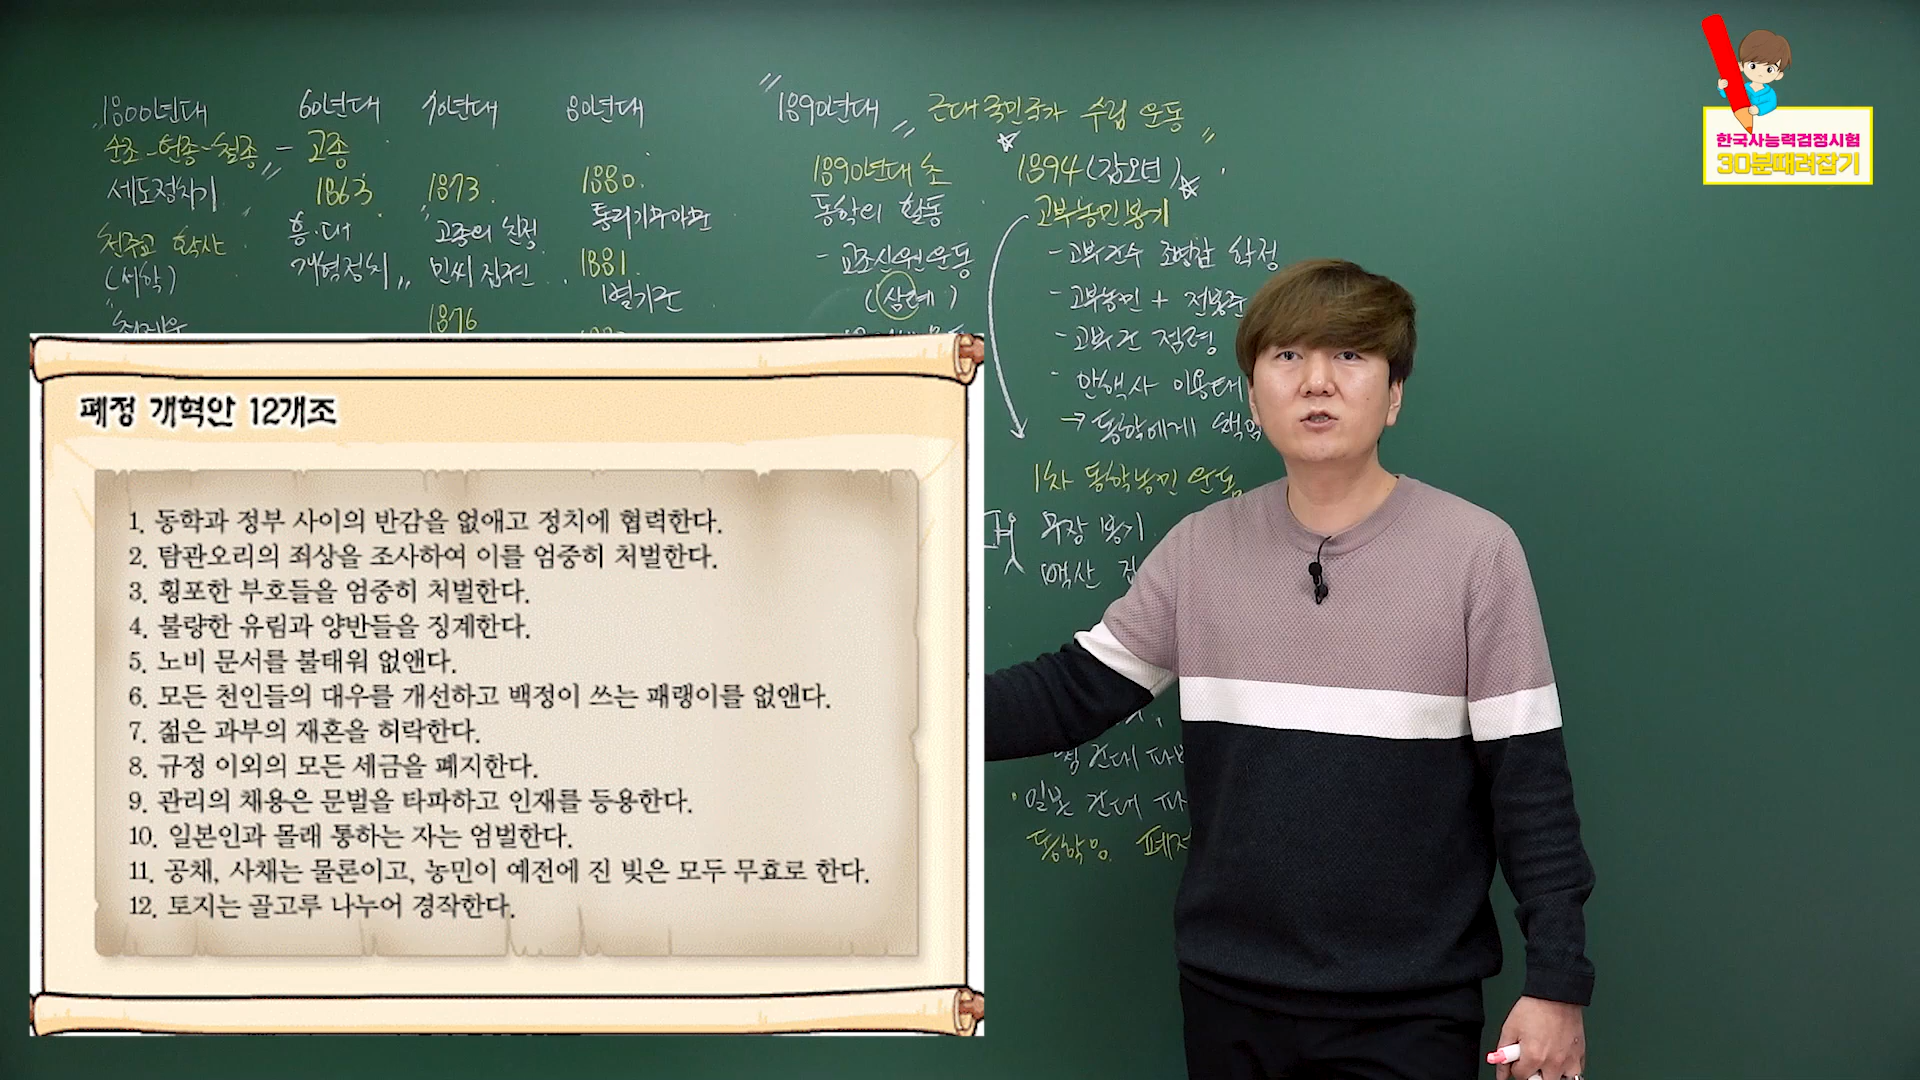 1800년대
순조-헌종-철종 -
세도정치기
천주교 확산
(서학)
60년대
고종
1863
흥·대
개혁정치
70년대
1873
고종의 친정
민씨 집권
1876
80년대
1880
통리기무아문
1881
별기군
1890년대
근대 국민국가 수립 운동
1890년대 초
동학의 활동
- 교조신원운동
(삼례)
1894 (갑오년)
고부농민봉기
- 고부군수 조병갑 학정
- 고부농민 + 전봉준
- 고부군 점령
- 안핵사 이용태
→ 동학에게
1차 동학농민 운동
무장 봉기
백산
일본 군대 파
한국사능력검정시험
30분때려잡기
폐정 개혁안 12개조
1. 동학과 정부 사이의 반감을 없애고 정치에 협력한다.
2. 탐관오리의 죄상을 조사하여 이를 엄중히 처벌한다.
3. 횡포한 부호들을 엄중히 처벌한다.
4. 불량한 유림과 양반들을 징계한다.
5. 노비 문서를 불태워 없앤다.
6. 모든 천인들의 대우를 개선하고 백정이 쓰는 패랭이를 없앤다.
7. 젊은 과부의 재혼을 허락한다.
8. 규정 이외의 모든 세금을 폐지한다.
9. 관리의 채용은 문벌을 타파하고 인재를 등용한다.
10. 일본인과 몰래 통하는 자는 엄벌한다.
11. 공채, 사채는 물론이고, 농민이 예전에 진 빚은 모두 무효로 한다.
12. 토지는 골고루 나누어 경작한다.